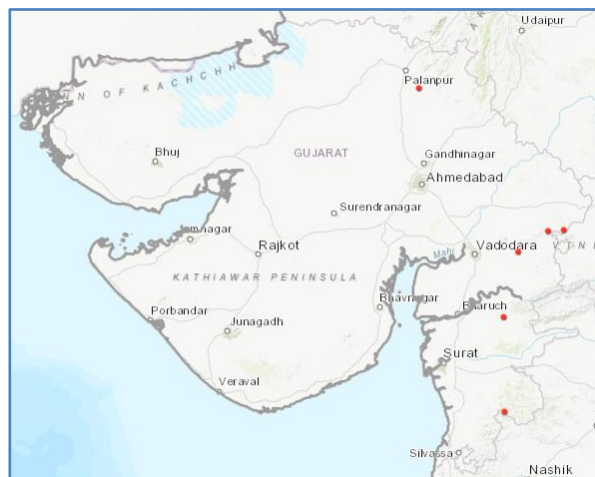 Udaipur
Palanpur
N OF KACHCHH
GUJARAT
Bhuj
Gandhinagar
Ahmedabad
Surendranagar
Rajkot
Mahi
Vadodara
KATHIAWAR PENINSULA
Bhavnagar
Bharuch
Porbandar
Junagadh
Surat
Veraval
Silvassa
Nashik